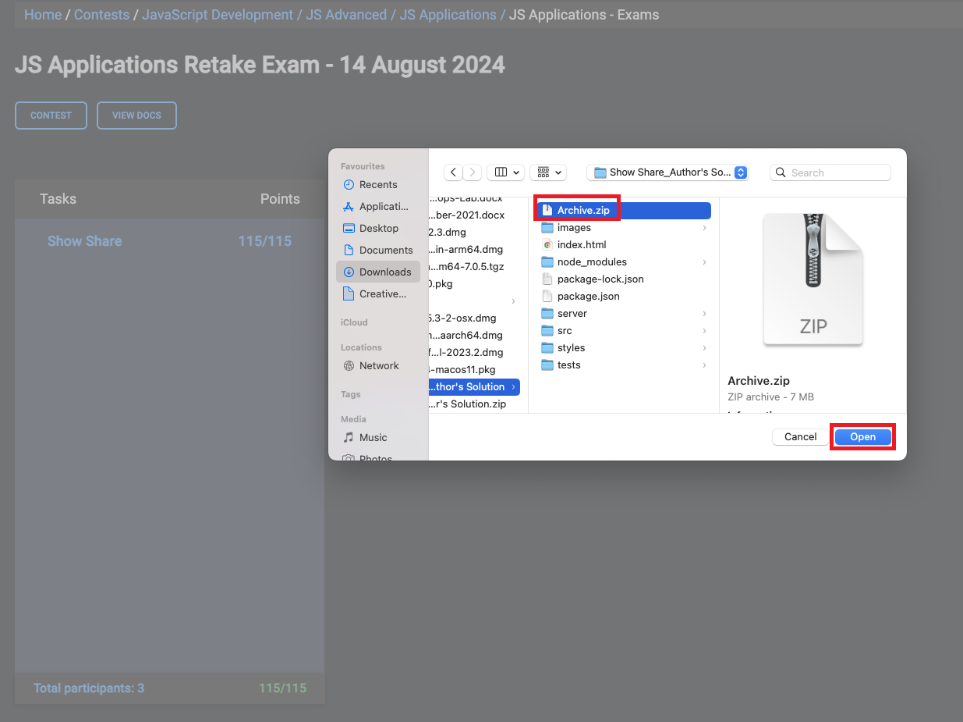 Home / Contests / JavaScript Development / JS Advanced / JS Applications / JS Applications - Exams
JS Applications Retake Exam - 14 August 2024
CONTEST
VIEW DOCS
Tasks
Points
Show Share
115/115
Total participants: 3
115/115
Favourites
Recents
Applicati...
Desktop
Documents
Downloads
Creative...
iCloud
Locations
Network
Tags
Media
Music
Photos
Show Share_Author's So...
Search
...ops-Lab.docx
...ber-2021.docx
2.3.dmg
...in-arm64.dmg
...m64-7.0.5.tgz
0.pkg
5.3-2-osx.dmg
...aarch64.dmg
f...l-2023.2.dmg
4-macos11.pkg
...thor's Solution
...r's Solution.zip
Archive.zip
images
index.html
node_modules
package-lock.json
package.json
server
src
styles
tests
ZIP
Archive.zip
ZIP archive - 7 MB
Cancel
Open